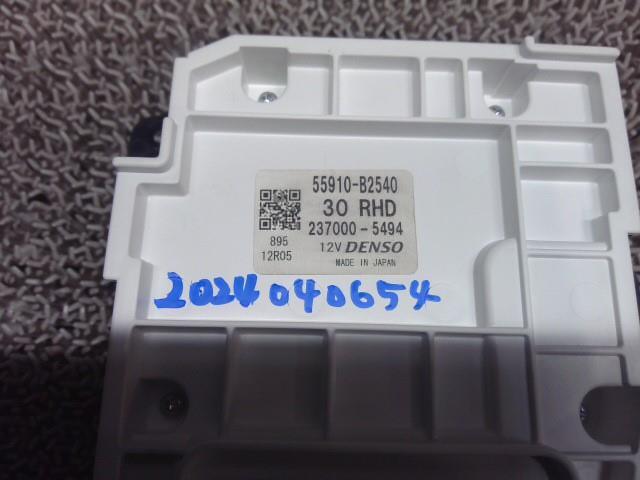 55910-B2540
30 RHD
237000-5494
895
12V DENSO
12R05
MADE IN JAPAN
2024040654